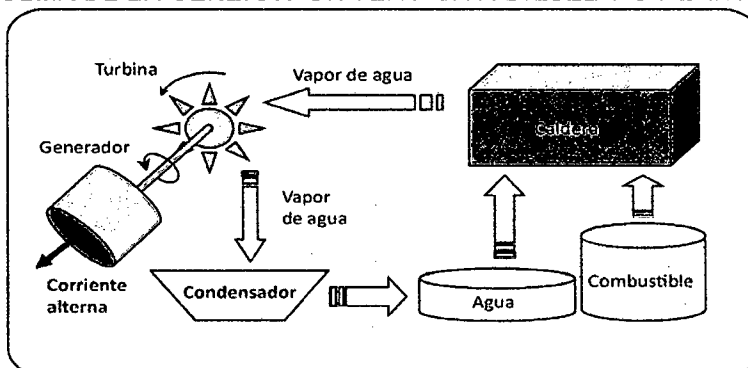 Turbina
Vapor de agua
Caldera
Generador
Vapor
de agua
Corriente
alterna
Condensador
Agua
Combustible